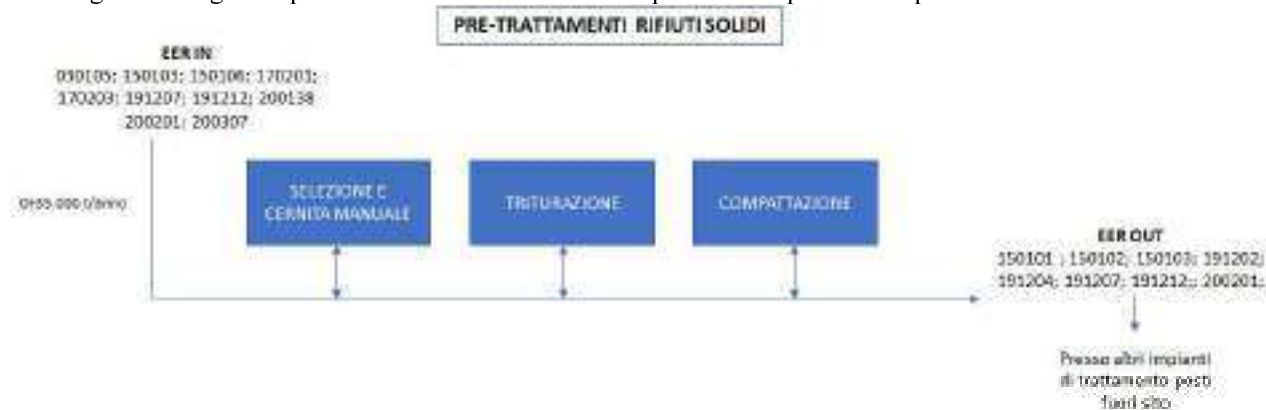 PRE-TRATTAMENTI RIFIUTI SOLIDI
EER IN
030105; 150103; 150106; 170201;
170203; 191207; 191212; 200138
200201; 200307
t/anno
SELEZIONE E
CERNITA MANUALE
TRITURAZIONE
COMPATTAZIONE
EER OUT
150101 ; 150102; 150103; 191202;
191204; 191207; 191212;; 200201;
Presso altri impianti
di trattamento posti
fuori sito